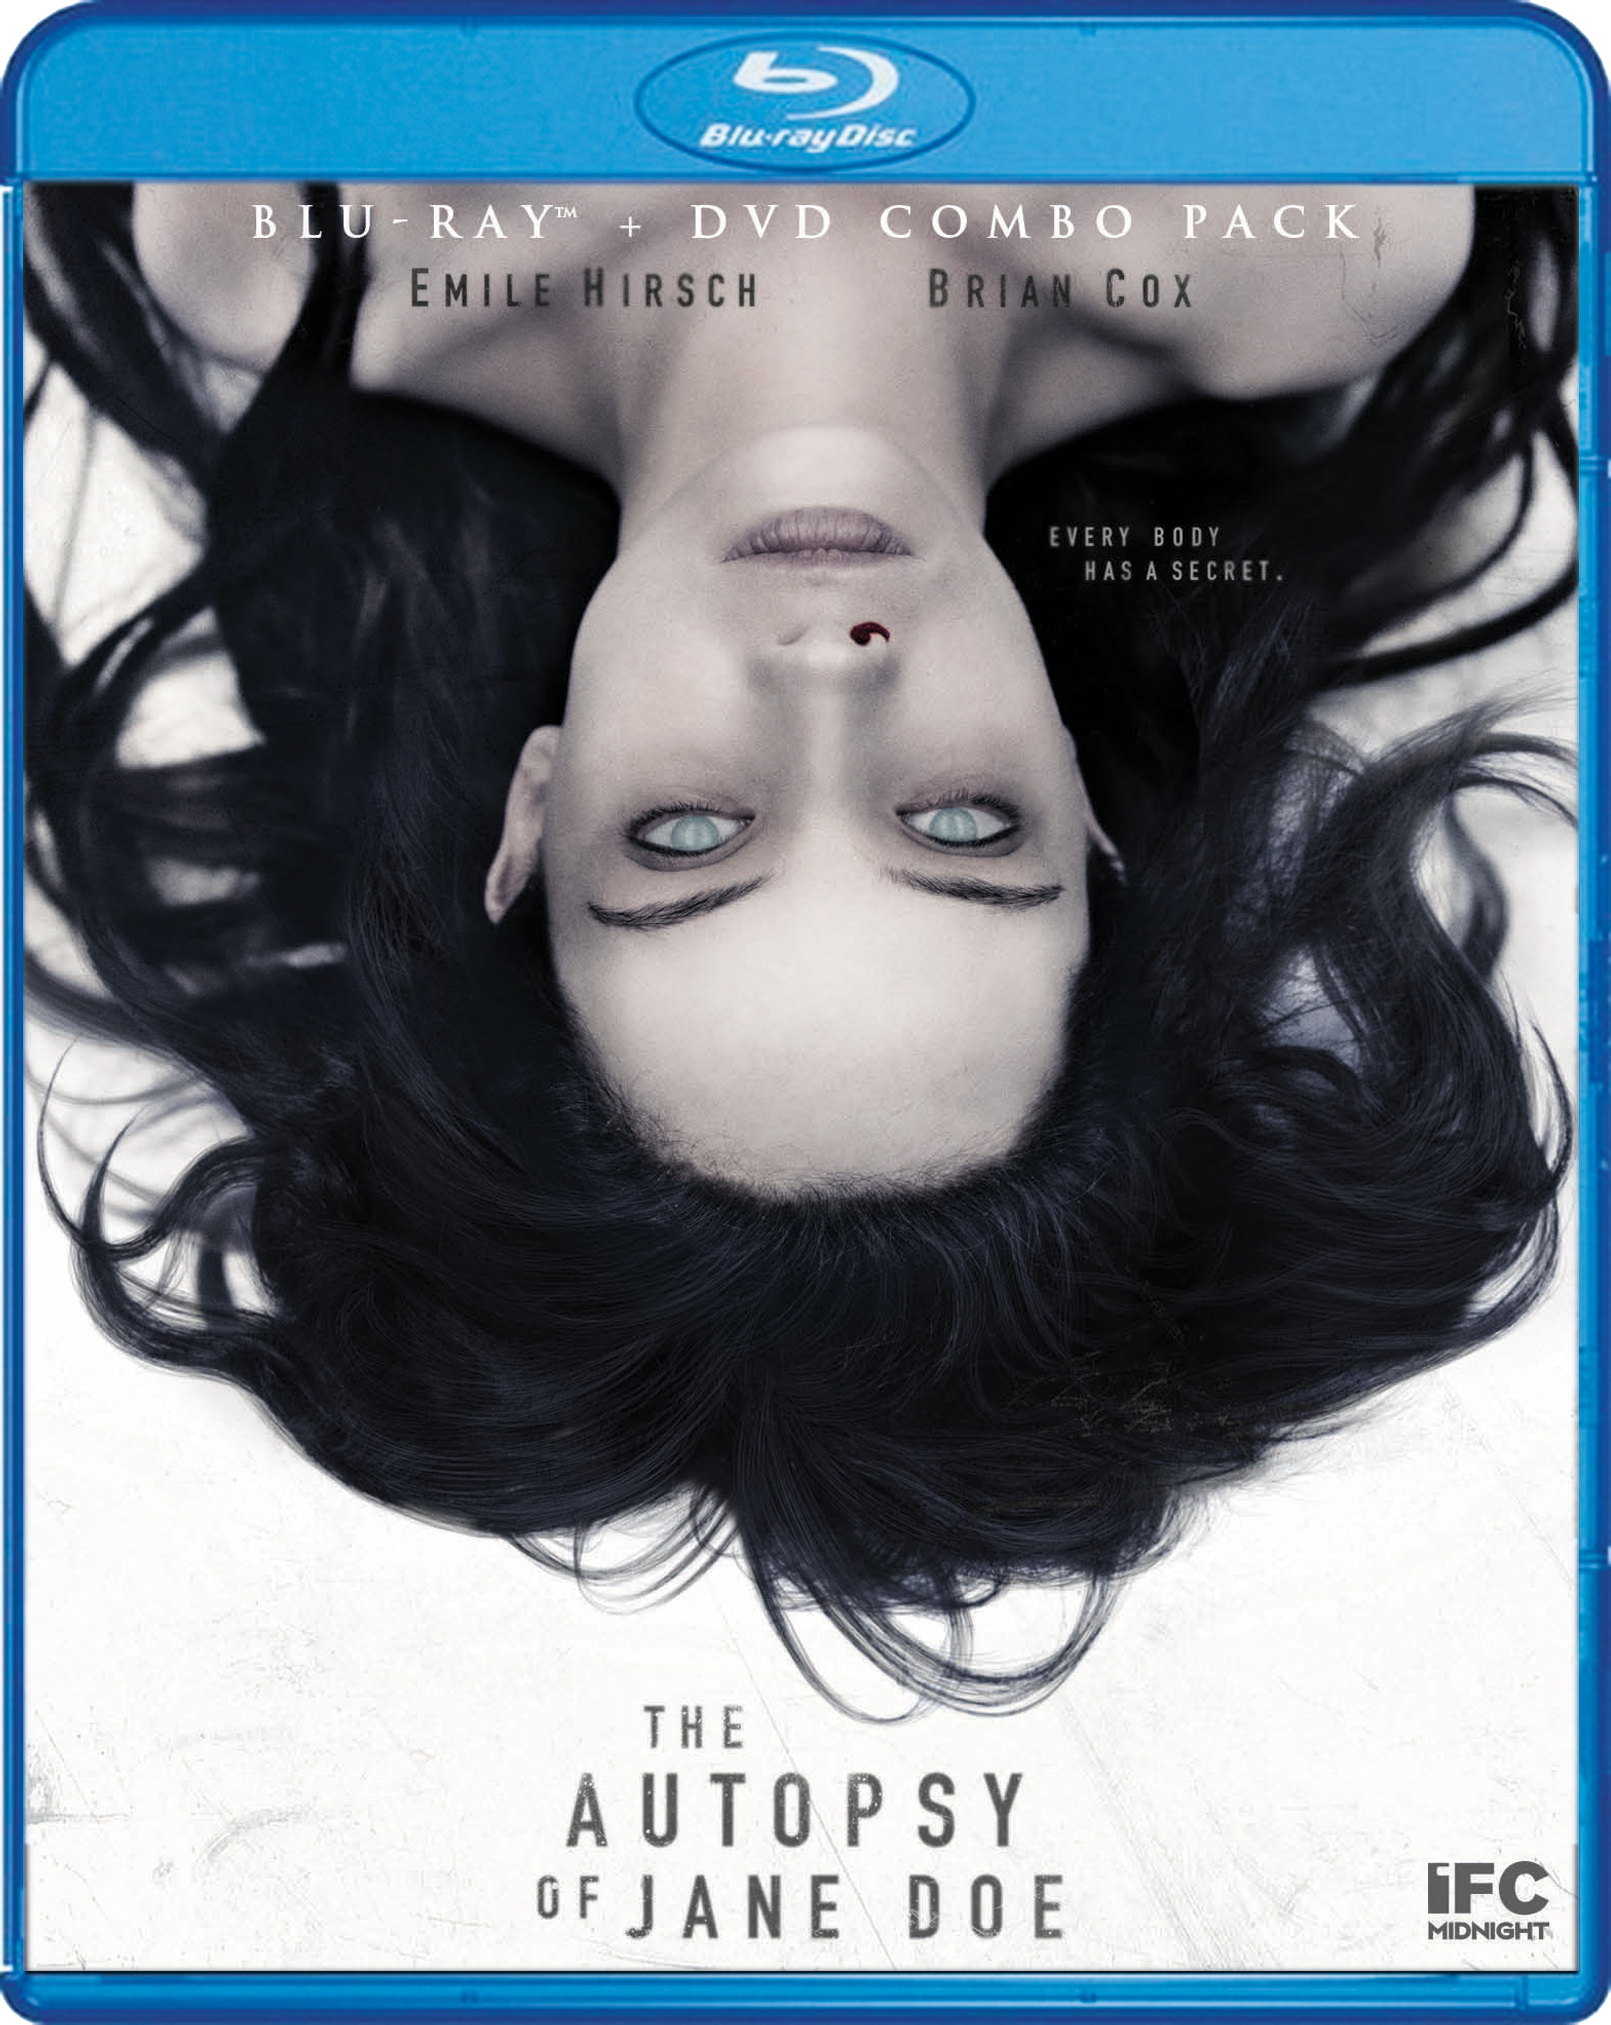 Blu-ray Disc
BLU-RAY™ + DVD COMBO PACK
EMILE HIRSCH BRIAN COX
EVERY BODY
HAS A SECRET.
THE
AUTOPSY
OF JANE DOE
iFC
MIDNIGHT